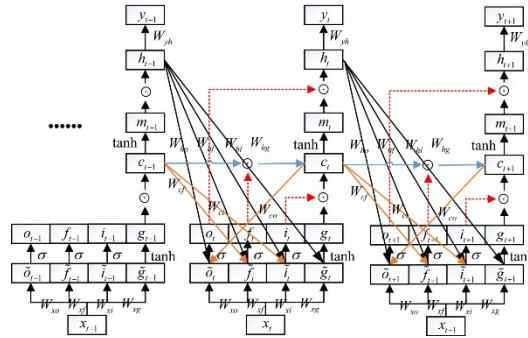 y_{t-1} y_t y_{t+1}
W_{yh} W_{yh} W_{yh}
h_{t-1} h_t h_{t+1}
m_{t-1} W_{ho} W_{hf} W_{hi} W_{hg} m_t W_{ho} W_{hf} W_{hi} W_{hg} m_{t+1}
...... tanh tanh tanh
c_{t-1} c_t c_{t+1}
W_{cf} W_{ci} W_{co} W_{cf} W_{ci} W_{co}
o_{t-1} f_{t-1} i_{t-1} g_{t-1} o_t f_t i_t g_t o_{t+1} f_{t+1} i_{t+1} g_{t+1}
σ σ σ tanh σ σ σ tanh σ σ σ tanh
õ_{t-1} f̃_{t-1} ĩ_{t-1} g̃_{t-1} õ_t f̃_t ĩ_t g̃_t õ_{t+1} f̃_{t+1} ĩ_{t+1} g̃_{t+1}
W_{xo} W_{xf} W_{xi} W_{xg} W_{xo} W_{xf} W_{xi} W_{xg} W_{xo} W_{xf} W_{xi} W_{xg}
x_{t-1} x_t x_{t+1}